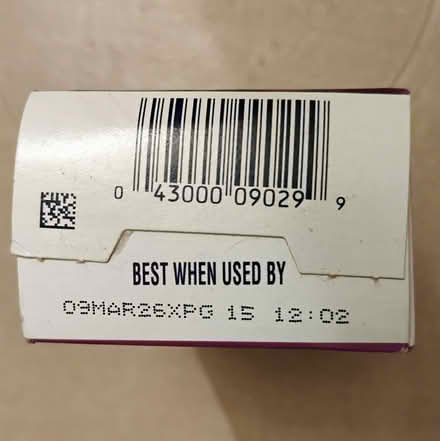 0 43000 09029 9
BEST WHEN USED BY
09MAR26XPG 15 12:02